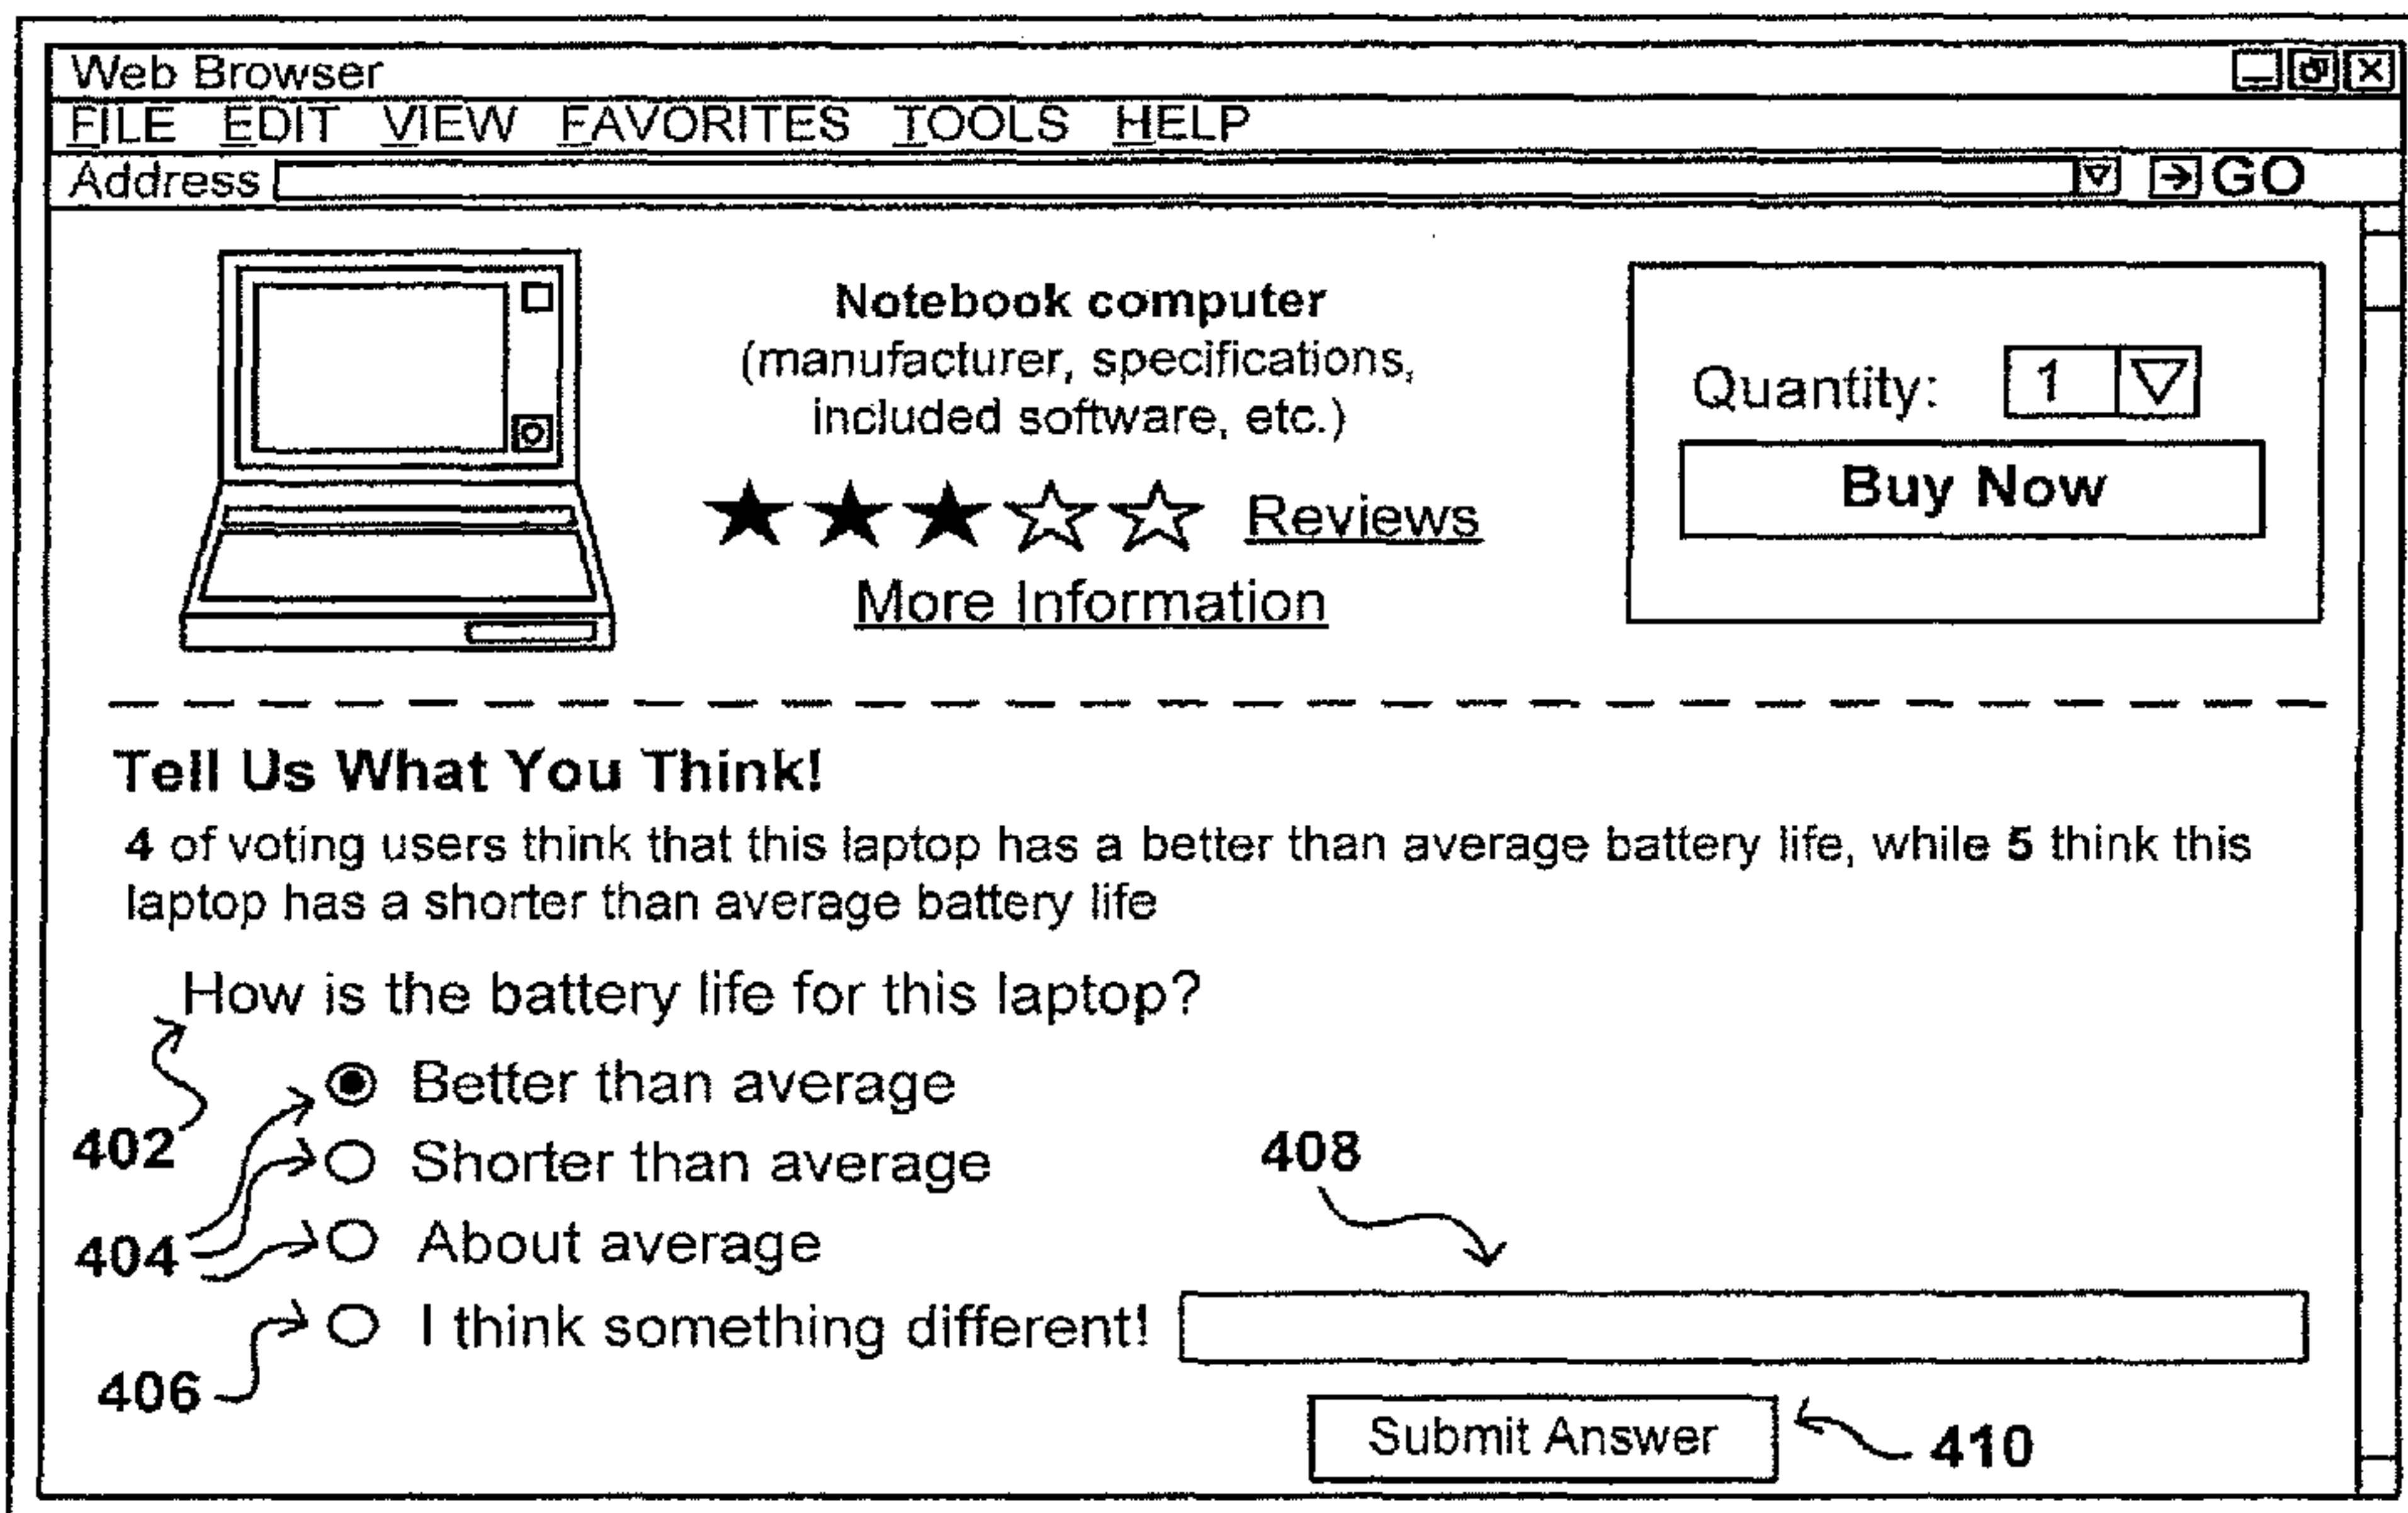 Web Browser
FILE EDIT VIEW FAVORITES TOOLS HELP
Address GO
Notebook computer
(manufacturer, specifications,
included software, etc.)
Reviews
More Information
Quantity: 1
Buy Now
Tell Us What You Think!
4 of voting users think that this laptop has a better than average battery life, while 5 think this
laptop has a shorter than average battery life
How is the battery life for this laptop?
402
Better than average
Shorter than average
404
About average
408
406
I think something different!
Submit Answer
410